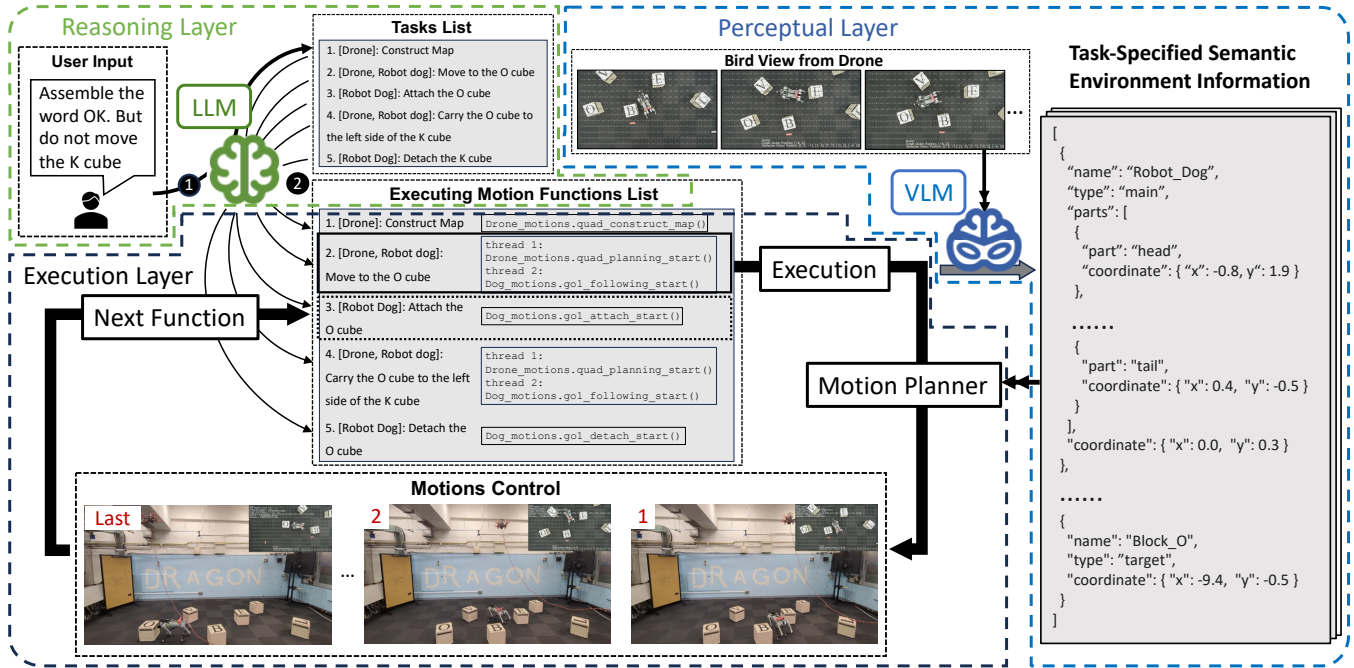 Reasoning Layer
User Input
Assemble the
word OK. But
do not move
the K cube
LLM
1
2
Tasks List
1. [Drone]: Construct Map
2. [Drone, Robot dog]: Move to the O cube
3. [Robot Dog]: Attach the O cube
4. [Drone, Robot dog]: Carry the O cube to
the left side of the K cube
5. [Robot Dog]: Detach the K cube
Perceptual Layer
Bird View from Drone
...
VLM
Task-Specified Semantic
Environment Information
[
{
"name": “Robot_Dog”,
"type": “main”,
“parts": [
{
"part": “head”,
"coordinate": { “x”: -0.8, y“: 1.9 }
},
......
{
"part": "tail",
"coordinate": { "x": 0.4, "y": -0.5 }
}
],
"coordinate": { "x": 0.0, "y": 0.3 }
},
......
{
"name": "Block_O",
"type": ”target",
"coordinate": { "x": -9.4, "y": -0.5 }
}
]
Executing Motion Functions List
1. [Drone]: Construct Map
Drone_motions.quad_construct_map()
2. [Drone, Robot dog]:
Move to the O cube
thread 1:
Drone_motions.quad_planning_start()
thread 2:
Dog_motions.go1_following_start()
3. [Robot Dog]: Attach the
O cube
Dog_motions.go1_attach_start()
4. [Drone, Robot dog]:
Carry the O cube to the left
side of the K cube
thread 1:
Drone_motions.quad_planning_start()
thread 2:
Dog_motions.go1_following_start()
5. [Robot Dog]: Detach the
O cube
Dog_motions.go1_detach_start()
Execution Layer
Next Function
Execution
Motion Planner
Motions Control
Last
DRAGON
...
2
DRAGON
1
DRAGON